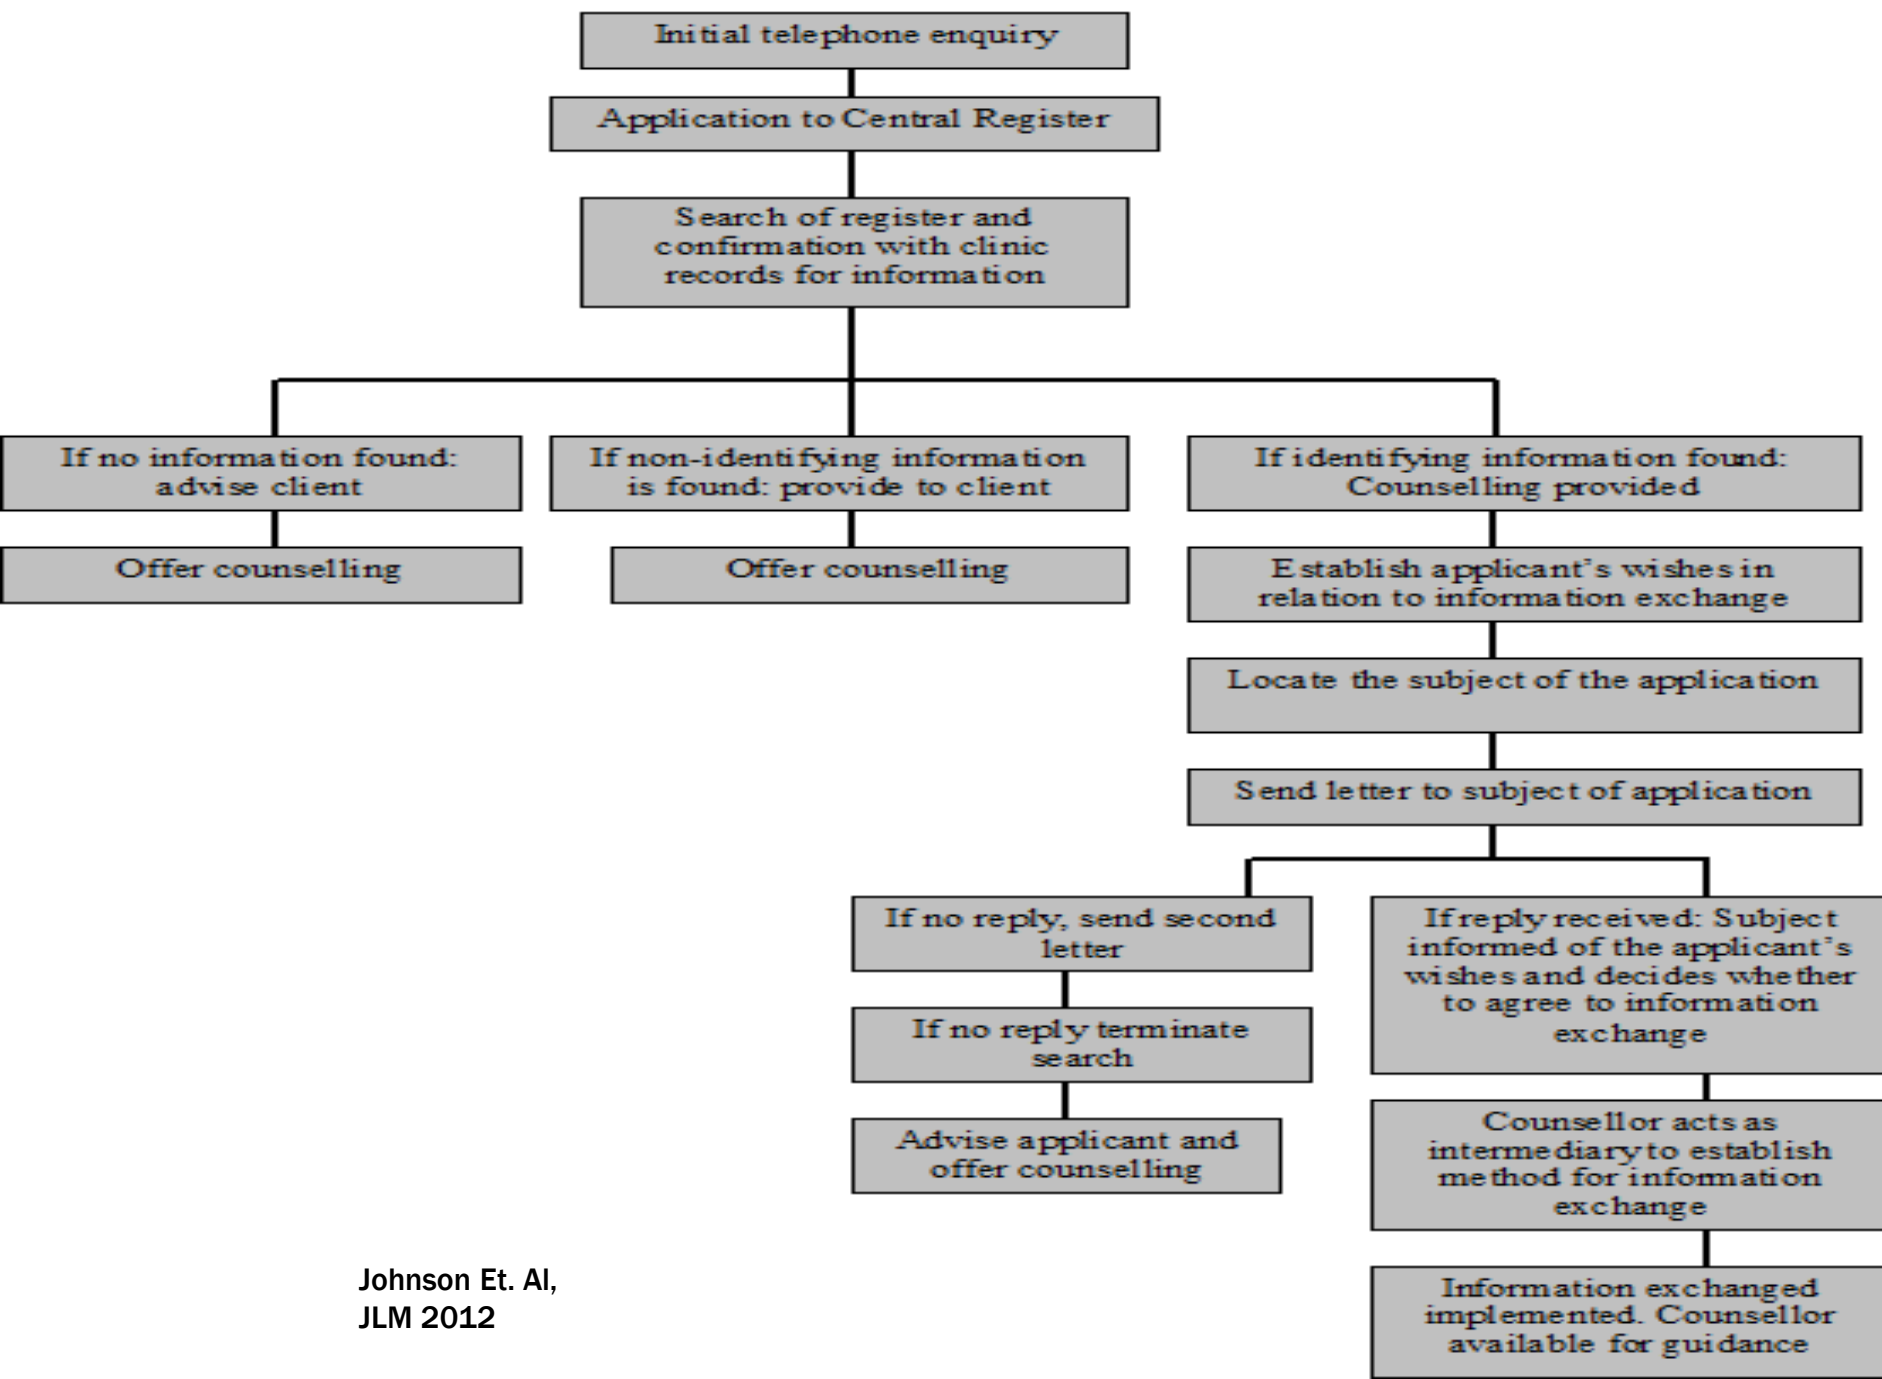 Initial telephone enquiry
Application to Central Register
Search of register and
confirmation with clinic
records for information
If no information found:
advise client
Offer counselling
If non-identifying information
is found: provide to client
Offer counselling
If identifying information found:
Counselling provided
Establish applicant's wishes in
relation to information exchange
Locate the subject of the application
Send letter to subject of application
If no reply, send second
letter
If no reply terminate
search
Advise applicant and
offer counselling
If reply received: Subject
informed of the applicant's
wishes and decides whether
to agree to information
exchange
Counsellor acts as
intermediary to establish
method for information
exchange
Information exchanged
implemented. Counsellor
available for guidance
Johnson Et. Al,
JLM 2012